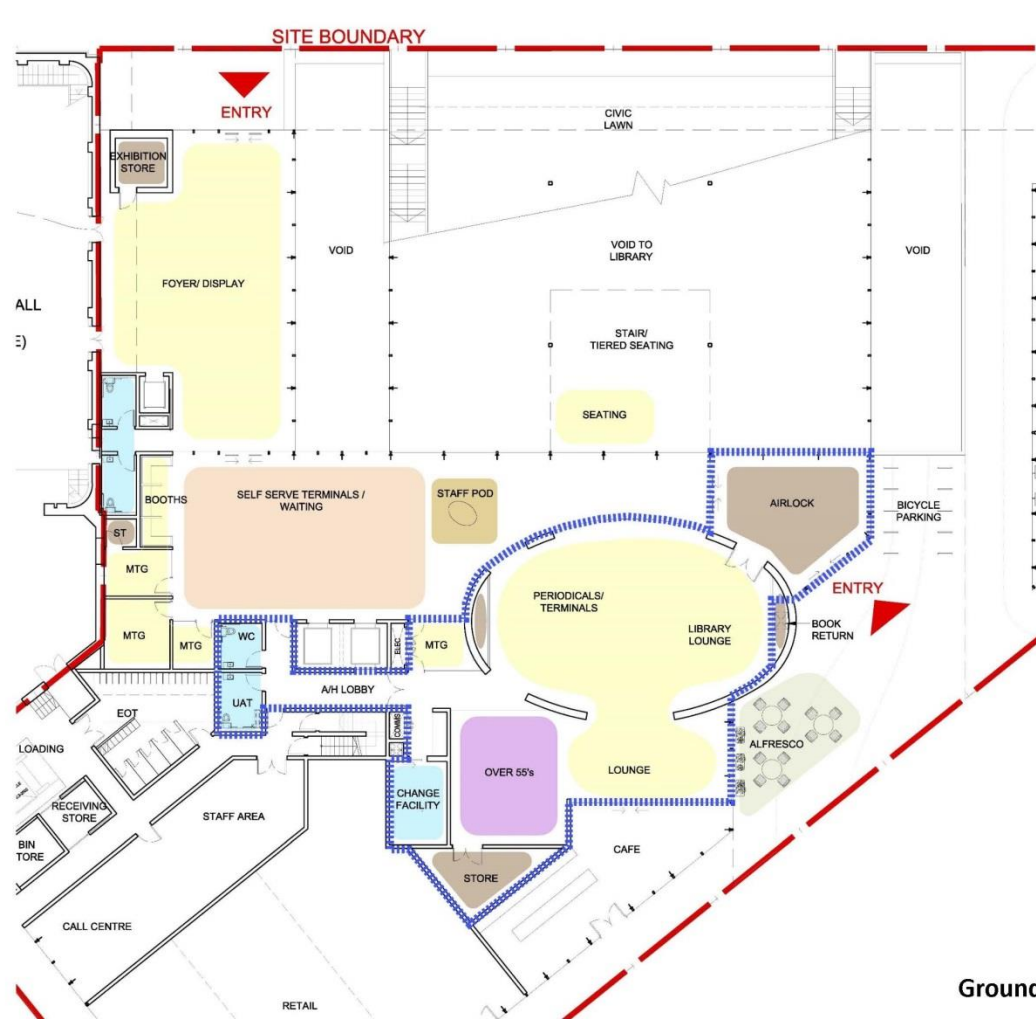 SITE BOUNDARY
ENTRY
CIVIC
LAWN
EXHIBITION
STORE
VOID
VOID TO
LIBRARY
VOID
FOYER/ DISPLAY
ALL
E)
STAIR/
TIERED SEATING
SEATING
BOOTHS
SELF SERVE TERMINALS /
WAITING
STAFF POD
AIRLOCK
BICYCLE
PARKING
ST
MTG
PERIODICALS/
TERMINALS
ENTRY
BOOK
RETURN
LIBRARY
LOUNGE
MTG
MTG
WC
ELEC
MTG
A/H LOBBY
UAT
EOT
COMMS
LOADING
ALFRESCO
OVER 55's
LOUNGE
CHANGE
FACILITY
RECEIVING
STORE
STAFF AREA
BIN
TORE
CAFE
STORE
CALL CENTRE
RETAIL
Ground